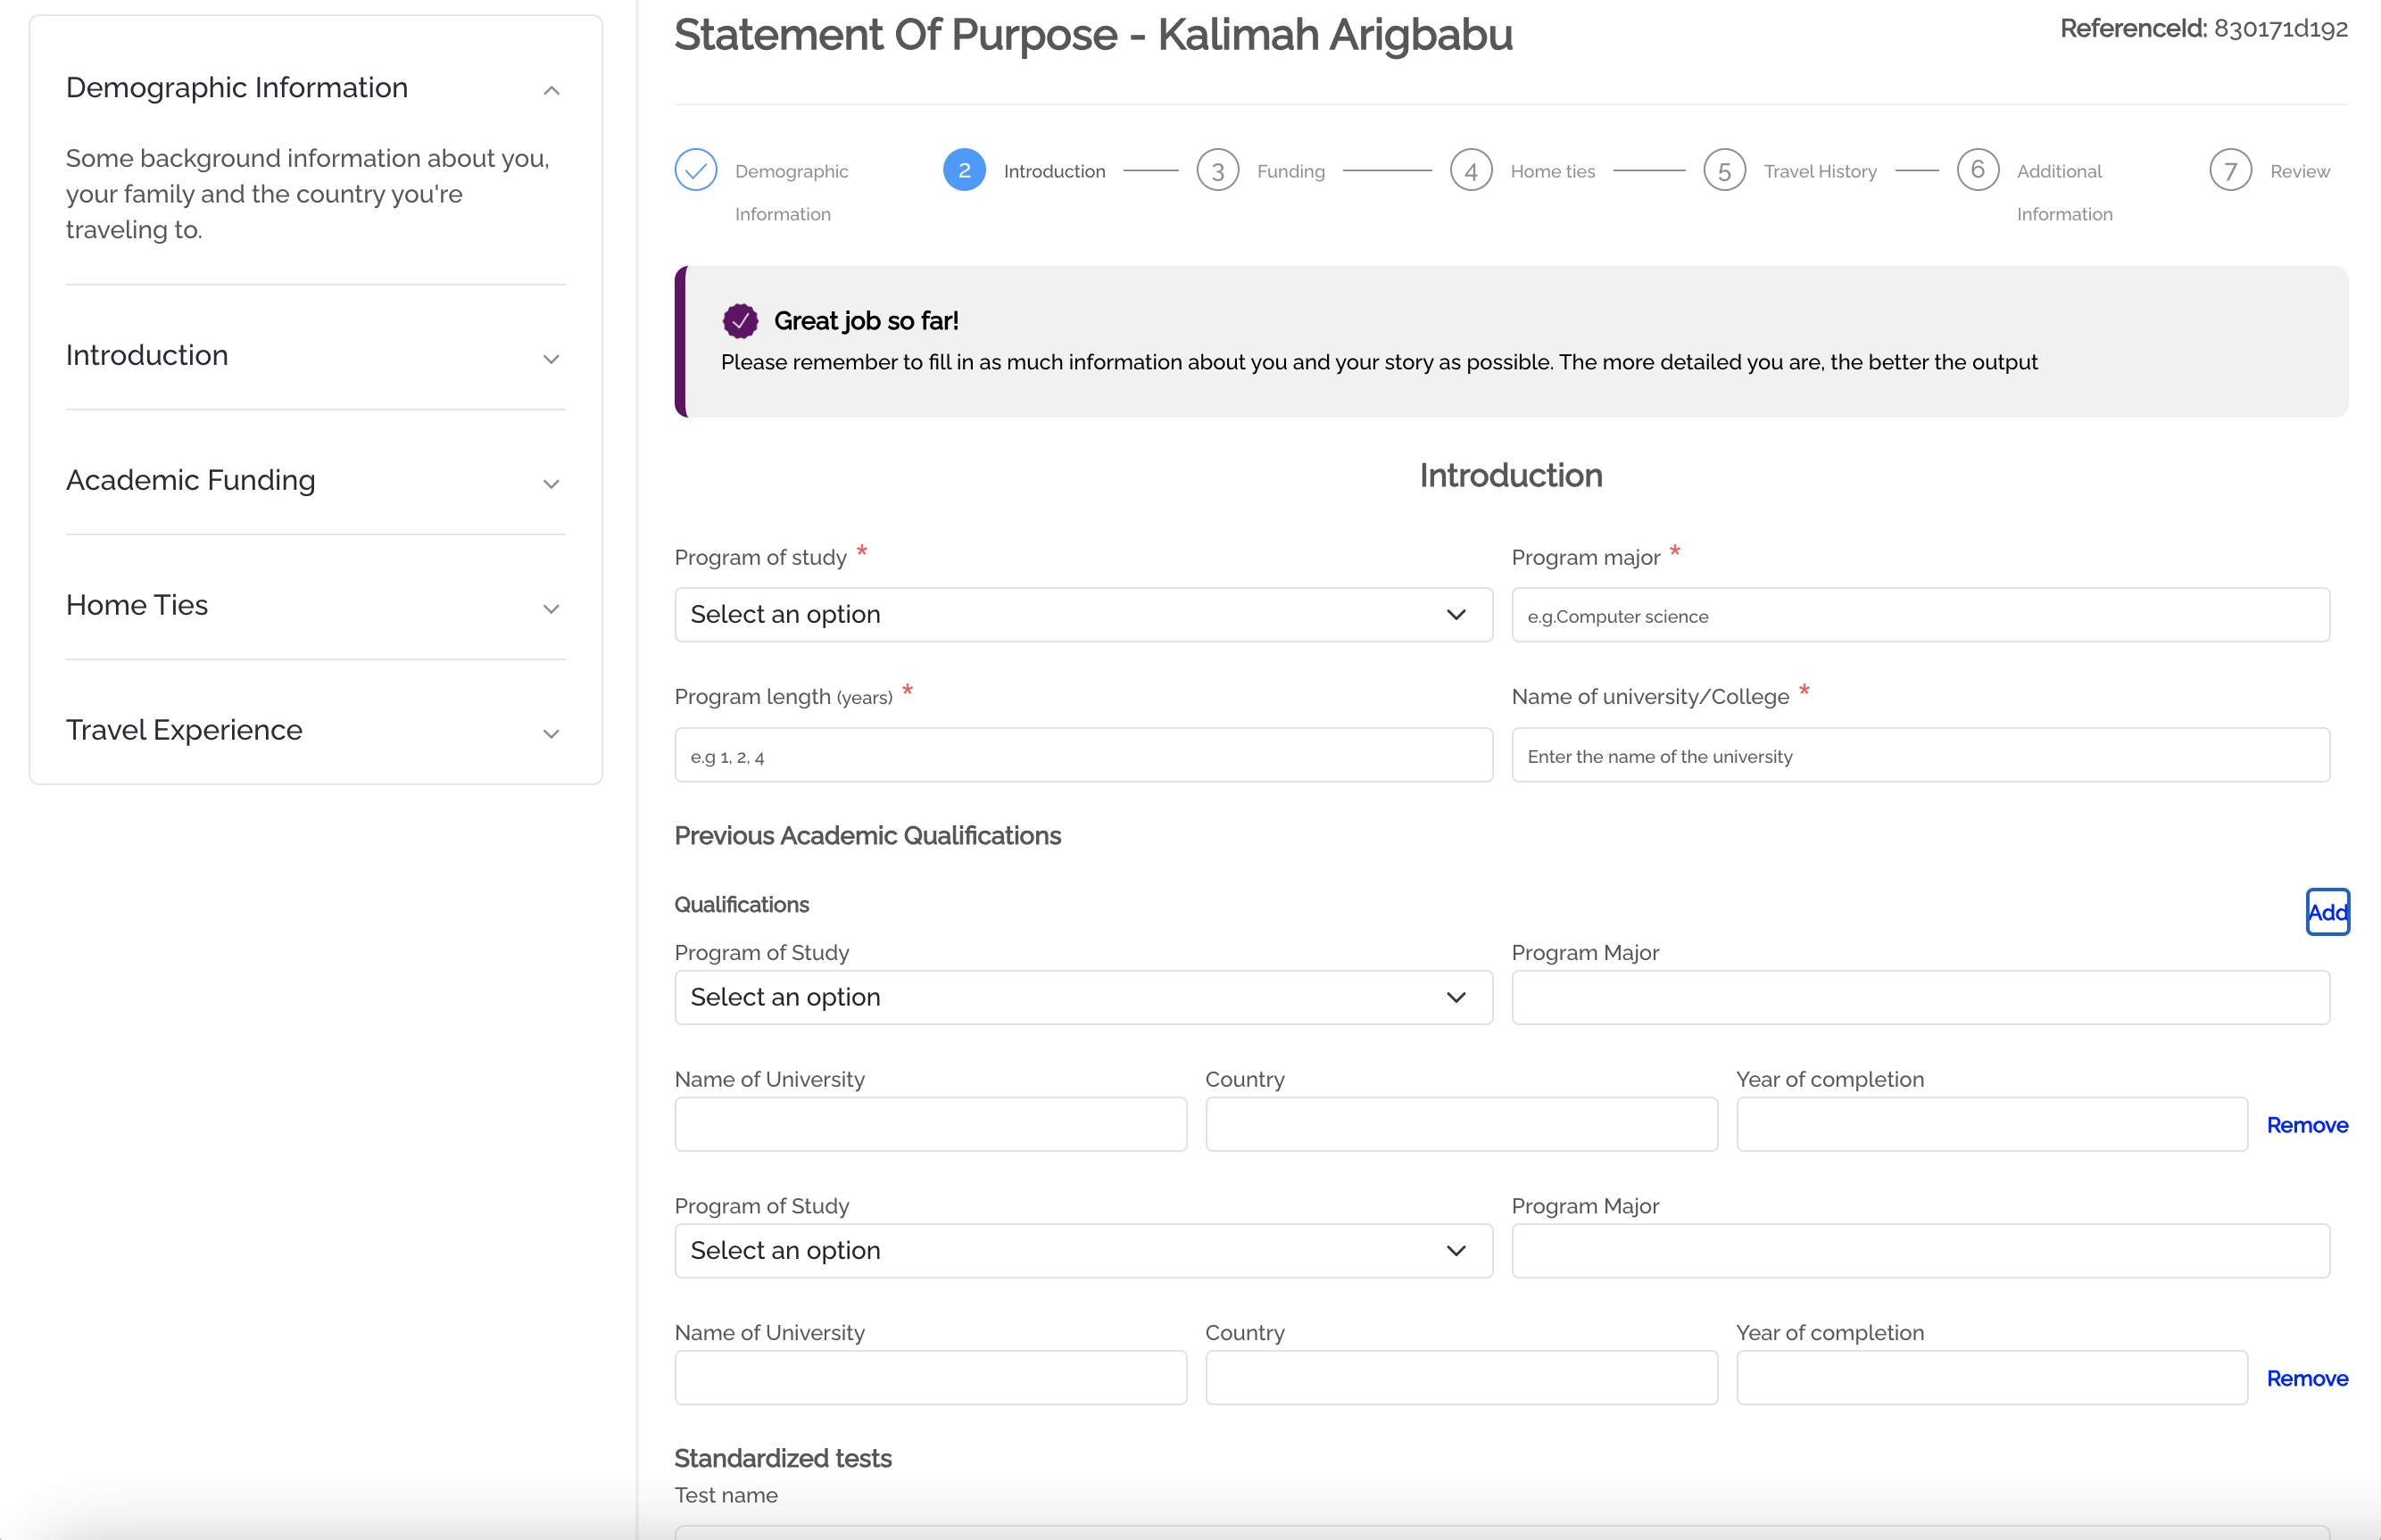 Demographic Information
Some background information about you,
your family and the country you're
traveling to.
Introduction
Academic Funding
Home Ties
Travel Experience
Statement Of Purpose - Kalimah Arigbabu
ReferenceId: 830171d192
Demographic
Information
2 Introduction
3 Funding
4 Home ties
5 Travel History
6 Additional
Information
7 Review
Great job so far!
Please remember to fill in as much information about you and your story as possible. The more detailed you are, the better the output
Introduction
Program of study *
Program major *
Select an option
e.g.Computer science
Program length (years) *
Name of university/College *
e.g 1, 2, 4
Enter the name of the university
Previous Academic Qualifications
Qualifications
Add
Program of Study
Program Major
Select an option
Name of University
Country
Year of completion
Remove
Program of Study
Program Major
Select an option
Name of University
Country
Year of completion
Remove
Standardized tests
Test name